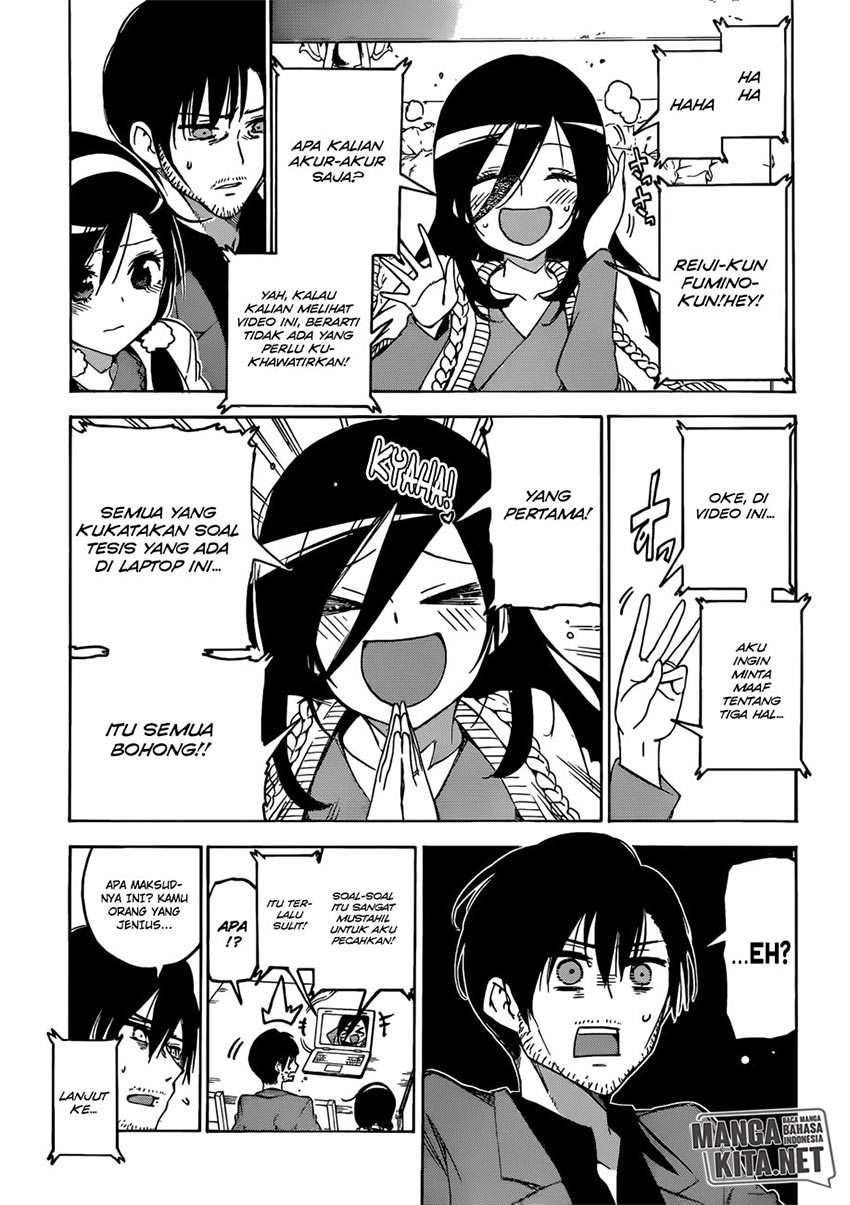 HA
HA
HAHA
REIJI-KUN
FUMINO-
KUN!HEY!
APA KALIAN
AKUR-AKUR
SAJA?
YAH, KALAU
KALIAN MELIHAT
VIDEO INI, BERARTI
TIDAK ADA YANG
PERLU KU-
KHAWATIRKAN!
OKE, DI
VIDEO INI...
AKU
INGIN
MINTA
MAAF
TENTANG
TIGA HAL...
YANG
PERTAMA!
KYAHA!
SEMUA YANG
KUKATAKAN SOAL
TESIS YANG ADA
DI LAPTOP INI...
ITU SEMUA
BOHONG!!
...EH?
SOAL-SOAL
ITU SANGAT
MUSTAHIL
UNTUK AKU
PECAHKAN!
ITU TER-
LALU
SULIT!
APA
!?
APA MAKSUD-
NYA INI? KAMU
ORANG YANG
JENIUS...
LANJUT
KE...
MANGA
KITA.NET
BACA MANGA
BAHASA
INDONESIA